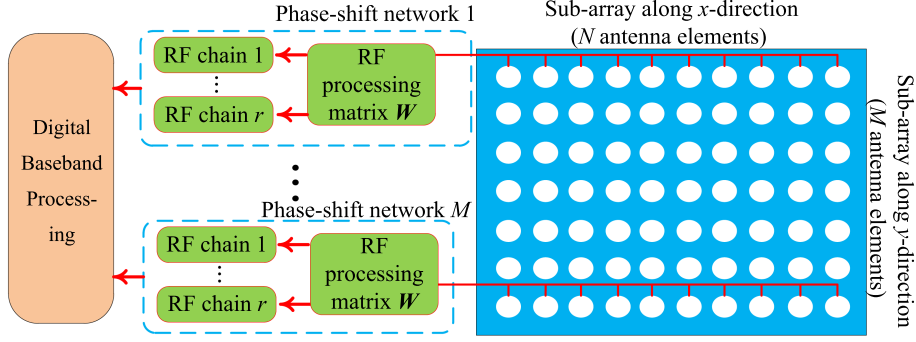 Phase-shift network 1
Sub-array along x-direction
(N antenna elements)
RF chain 1
⋮
RF chain r
RF
processing
matrix W
Digital
Baseband
Process-
ing
⋮
Sub-array along y-direction
(M antenna elements)
Phase-shift network M
RF chain 1
⋮
RF chain r
RF
processing
matrix W